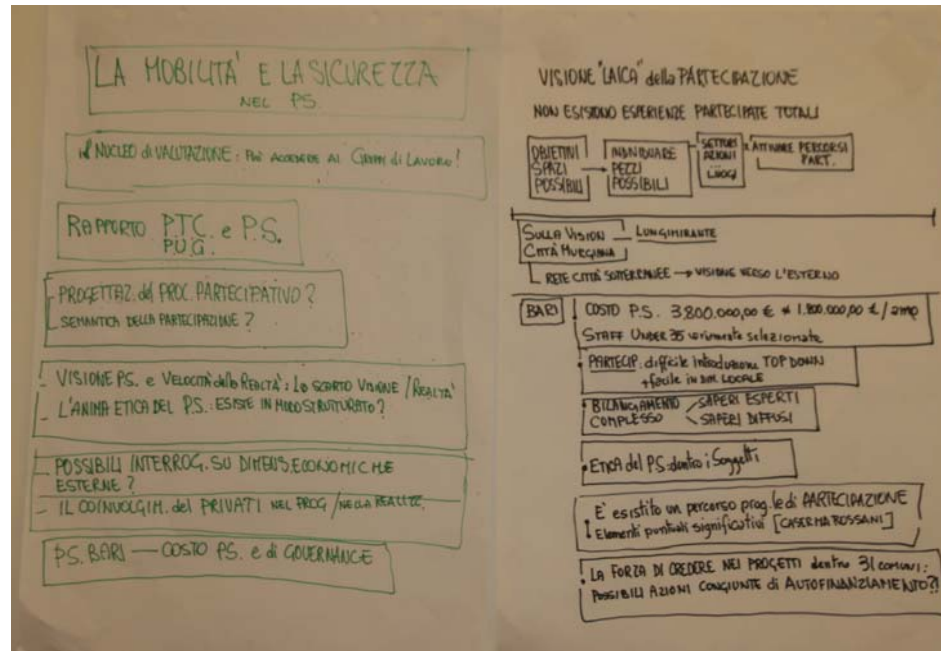 LA MOBILITA' E LA SICUREZZA
NEL P.S.
NUCLEO di VALUTAZIONE: Può ACCEDERE AI GRUPPI di LAVORO!
RAPPORTO PTC. e P.S.
P.U.G.
- PROGETTAZ. del PROC. PARTECIPATIVO?
- SEMANTICA DELLA PARTECIPAZIONE?
- VISIONE P.S. e VELOCITÀ della REALTÀ: Lo SCARTO VISIONE / REALTA'
- L'ANIMA ETICA DEL P.S.: ESISTE IN MODO STRUTTURATO?
- POSSIBILI INTERROG. SU DIMENS. ECONOMICHE
ESTERNE?
- IL COINVOLGIM. dei PRIVATI NEL PROG / NELLA REALTÀ.
P.S. BARI — COSTO P.S. e di GOVERNANCE
VISIONE "LAICA" della PARTECIPAZIONE
NON ESISTONO ESPERIENZE PARTECIPATE TOTALI
OBIETTIVI
SPAZI
POSSIBILI → INDIVIDUARE
PEZZI
POSSIBILI
SETTORI
AZIONI
...LUOGI
ATTIVARE PERCORSI
PART.
SULLA VISION — LUNGIMIRANTE
CITTÀ MURGIANA
RETE CITTÀ SOTTERRANEE → VISIONE VERSO L'ESTERNO
BARI
COSTO P.S. 3.800.000,00 € 1.800.000,00 € / anno
STAFF UNDER 35 selezionate
• PARTECIP: difficile introduzione TOP DOWN
+ facile in DIM. LOCALE
• BILANCIAMENTO COMPLESSO
SAPERI ESPERTI
SAPERI DIFFUSI
• ETICA del PS: dentro i Soggetti
E' esistito un percorso prog.le di PARTECIPAZIONE
Elementi puntuali significativi [CASERMA ROSSANI]
• LA FORZA DI CREDERE NEI PROGETTI dentro 31 comuni:
POSSIBILI AZIONI CONGIUNTE di AUTOFINANZIAMENTO?!